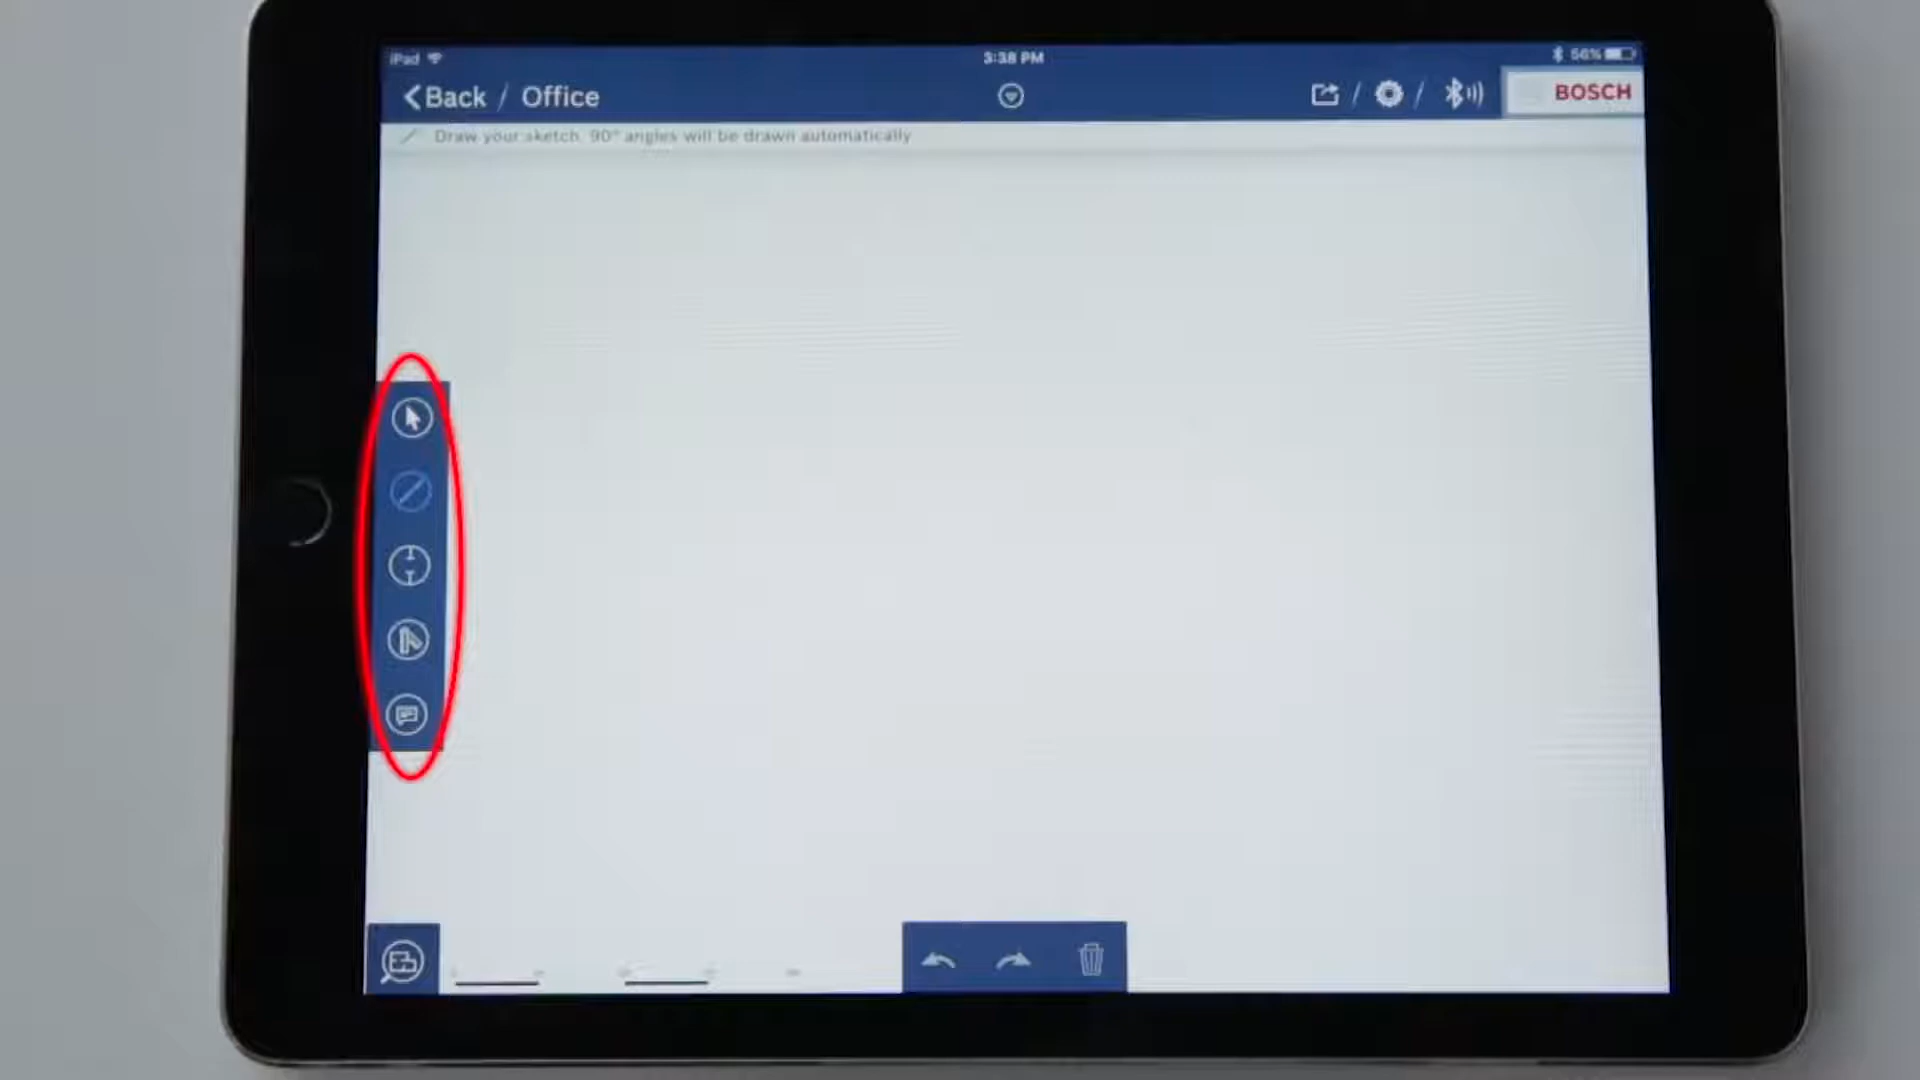 iPad
3:38 PM
56%
Back / Office
BOSCH
Draw your sketch. 90° angles will be drawn automatically